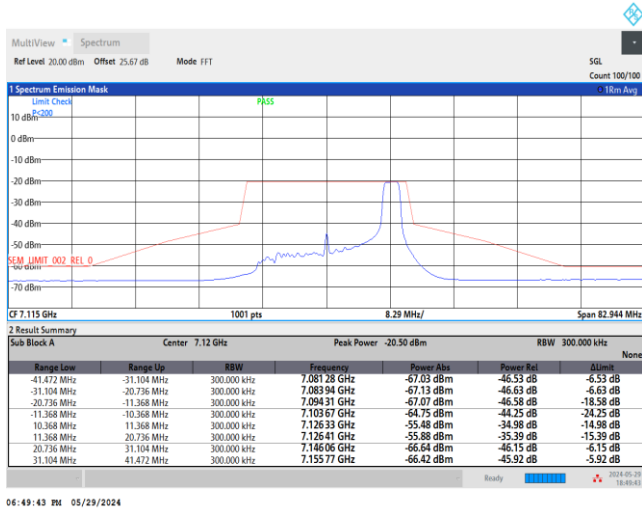 MultiView Spectrum
Ref Level 20.00 dBm Offset 25.67 dB Mode FFT SGL
Count 100/100
1 Spectrum Emission Mask 1Rm Avg
Limit Check PASS
P<200
10 dBm
0 dBm
-10 dBm
-20 dBm
-30 dBm
-40 dBm
-50 dBm
SEM_LIMIT_002_REL_0
-60 dBm
-70 dBm
CF 7.115 GHz 1001 pts 8.29 MHz/ Span 82.944 MHz
2 Result Summary
Sub Block A Center 7.12 GHz Peak Power -20.50 dBm RBW 300.000 kHz
None
Range Low Range Up RBW Frequency Power Abs Power Rel ΔLimit
-41.472 MHz -31.104 MHz 300.000 kHz 7.08128 GHz -67.03 dBm -46.53 dB -6.53 dB
-31.104 MHz -20.736 MHz 300.000 kHz 7.08394 GHz -67.13 dBm -46.63 dB -6.63 dB
-20.736 MHz -11.368 MHz 300.000 kHz 7.09431 GHz -67.07 dBm -46.58 dB -18.58 dB
-11.368 MHz -10.368 MHz 300.000 kHz 7.10367 GHz -64.75 dBm -44.25 dB -24.25 dB
10.368 MHz 11.368 MHz 300.000 kHz 7.12633 GHz -55.48 dBm -34.98 dB -14.98 dB
11.368 MHz 20.736 MHz 300.000 kHz 7.12641 GHz -55.88 dBm -35.39 dB -15.39 dB
20.736 MHz 31.104 MHz 300.000 kHz 7.14606 GHz -66.64 dBm -46.15 dB -6.15 dB
31.104 MHz 41.472 MHz 300.000 kHz 7.15577 GHz -66.42 dBm -45.92 dB -5.92 dB
Ready 2024-05-29
18:49:43
06:49:43 PM 05/29/2024